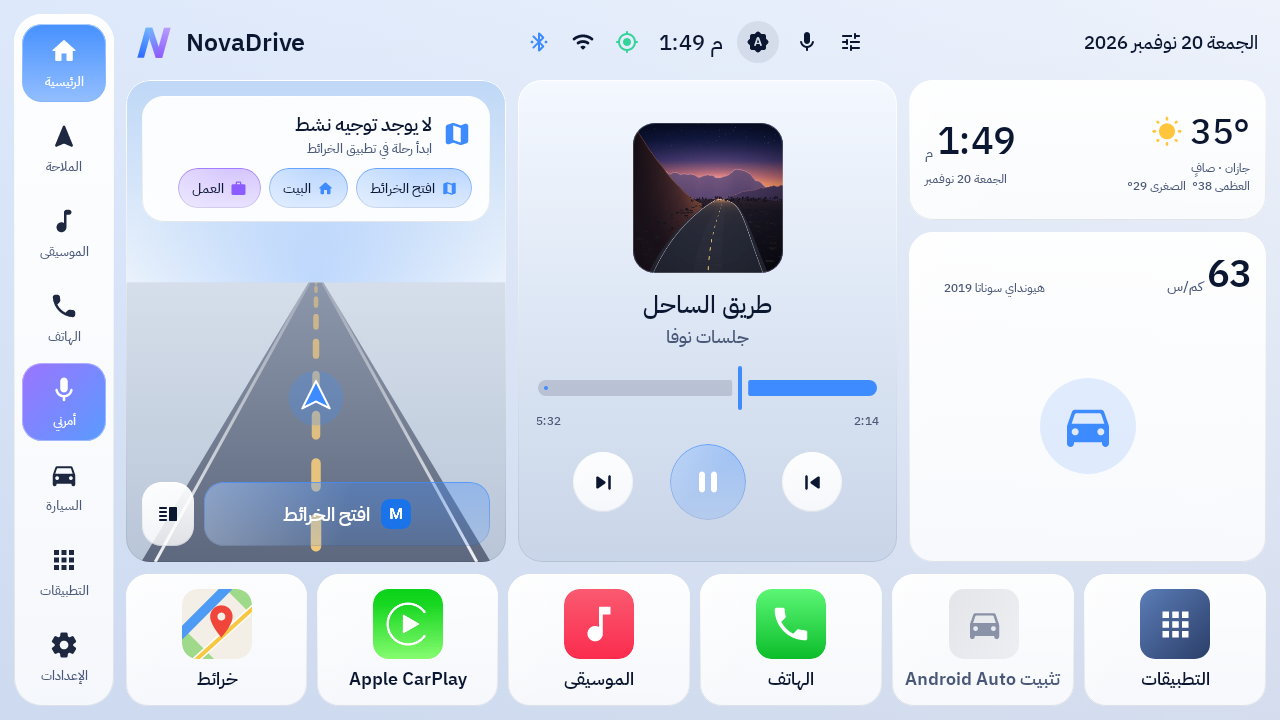 NovaDrive
1:49 م
A
الجمعة 20 نوفمبر 2026
الرئيسية
الملاحة
الموسيقى
الهاتف
أمرني
السيارة
التطبيقات
الإعدادات
35°
جازان · صافٍ
العظمى 38° الصغرى 29°
1:49 م
الجمعة 20 نوفمبر
63 كم/س
هيونداي سوناتا 2019
طريق الساحل
جلسات نوفا
2:14
5:32
لا يوجد توجيه نشط
ابدأ رحلة في تطبيق الخرائط
افتح الخرائط
البيت
العمل
M افتح الخرائط
التطبيقات
تثبيت Android Auto
الهاتف
الموسيقى
Apple CarPlay
خرائط